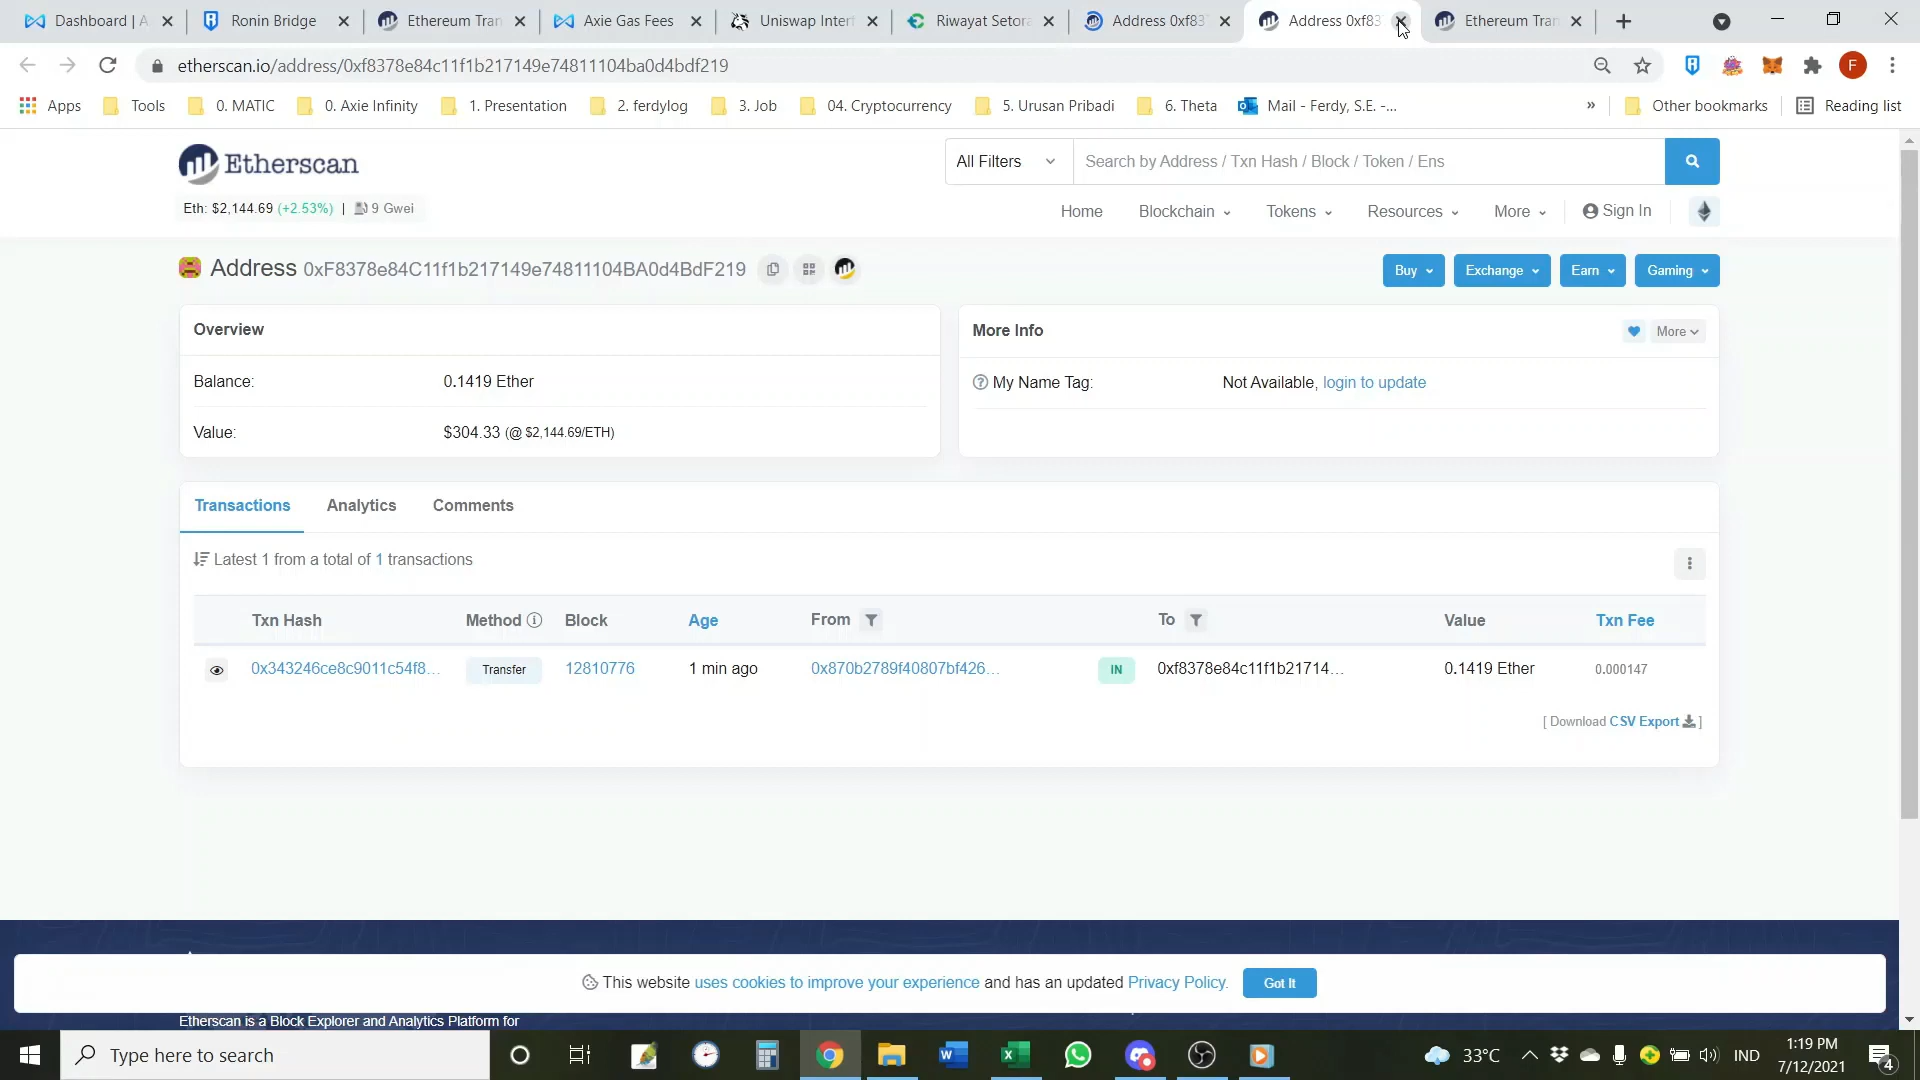 Dashboard | A
Ronin Bridge
Ethereum Tran
Axie Gas Fees
Uniswap Interf
Riwayat Setora
Address 0xf83
Address 0xf83
Ethereum Tran
etherscan.io/address/0xf8378e84c11f1b217149e74811104ba0d4bdf219
F
Apps
Tools
0. MATIC
0. Axie Infinity
1. Presentation
2. ferdylog
3. Job
04. Cryptocurrency
5. Urusan Pribadi
6. Theta
Mail - Ferdy, S.E. -...
»
Other bookmarks
Reading list
Etherscan
All Filters
Search by Address / Txn Hash / Block / Token / Ens
Eth: $2,144.69 (+2.53%) | 9 Gwei
Home
Blockchain
Tokens
Resources
More
Sign In
Address 0xF8378e84C11f1b217149e74811104BA0d4BdF219
Buy
Exchange
Earn
Gaming
Overview
Balance: 0.1419 Ether
Value: $304.33 (@ $2,144.69/ETH)
More Info
More
My Name Tag: Not Available, login to update
Transactions
Analytics
Comments
Latest 1 from a total of 1 transactions
Txn Hash Method Block Age From To Value Txn Fee
0x343246ce8c9011c54f8... Transfer 12810776 1 min ago 0x870b2789f40807bf426... IN 0xf8378e84c11f1b21714... 0.1419 Ether 0.000147
[ Download CSV Export ]
This website uses cookies to improve your experience and has an updated Privacy Policy.
Got It
Etherscan is a Block Explorer and Analytics Platform for
Type here to search
33°C
IND
1:19 PM
7/12/2021
4